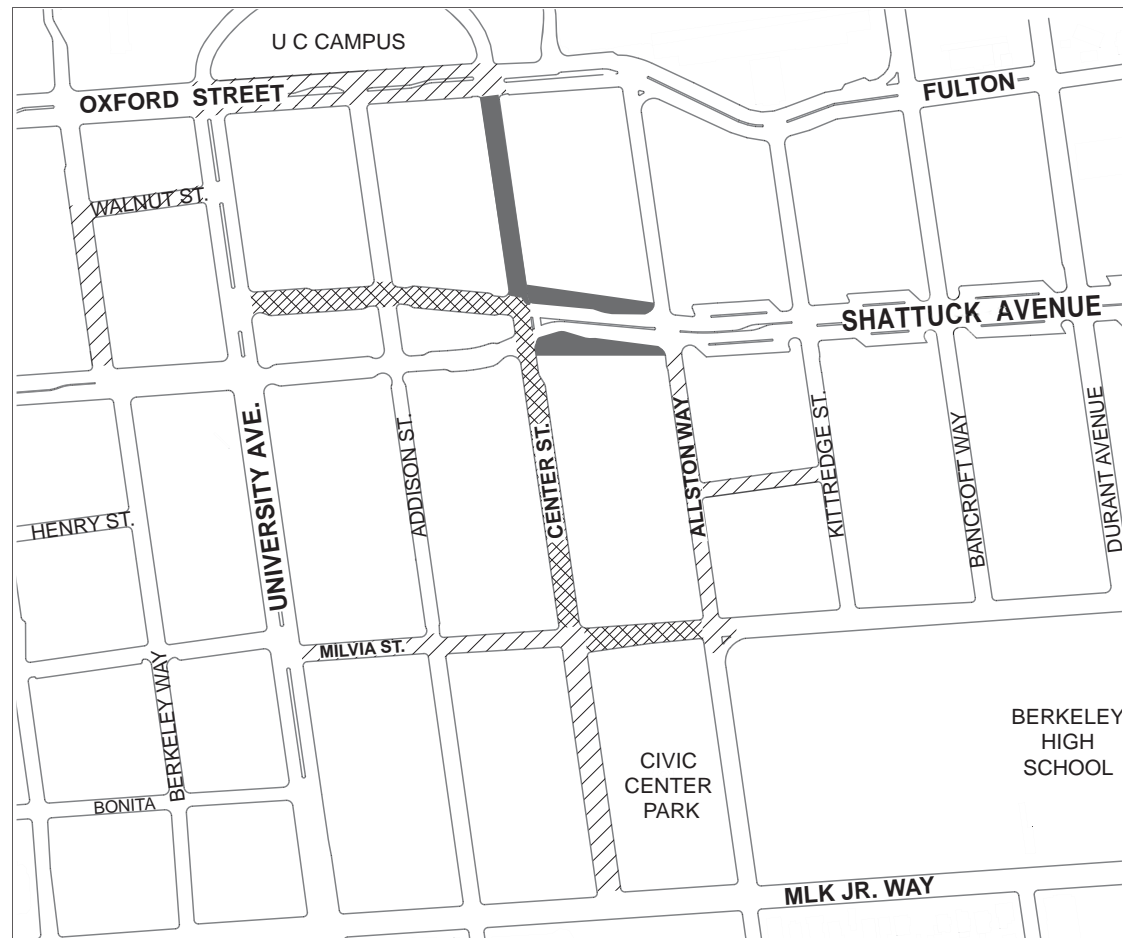 U C CAMPUS
OXFORD STREET
FULTON
WALNUT ST.
SHATTUCK AVENUE
UNIVERSITY AVE.
ADDISON ST.
CENTER ST.
ALLSTON WAY
KITTREDGE ST.
BANCROFT WAY
DURANT AVENUE
HENRY ST.
MILVIA ST.
BERKELEY WAY
BONITA
CIVIC
CENTER
PARK
BERKELEY
HIGH
SCHOOL
MLK JR. WAY